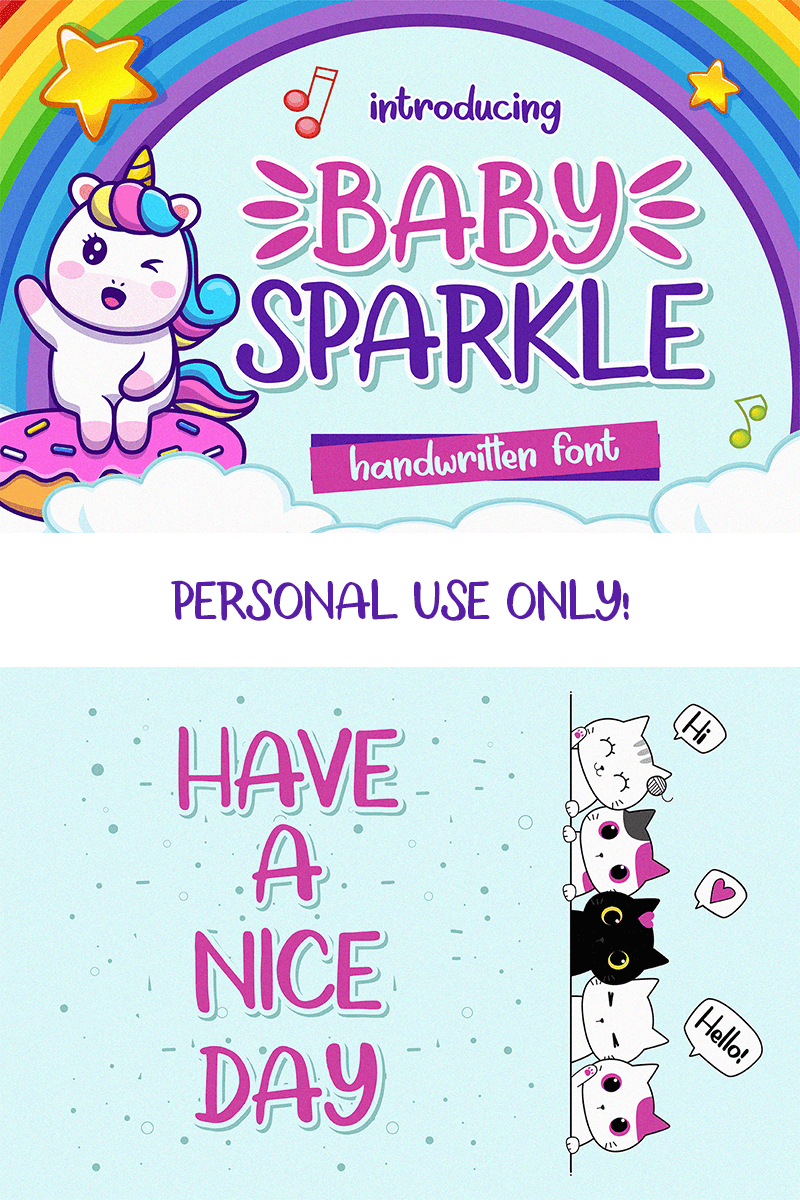 introducing
BABY
SPARKLE
handwritten font
PERSONAL USE ONLY!
HAVE
A
NICE
DAY
Hi
Hello!